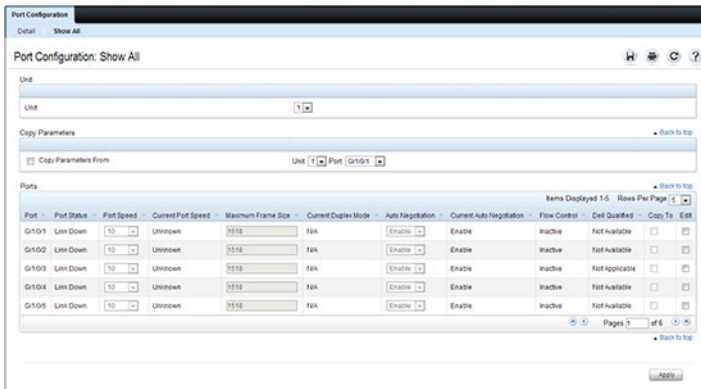 Port Configuration
Detail Show All
Port Configuration: Show All
Unit
Unit 1
Copy Parameters Back to top
Copy Parameters From Unit 1 Port Gi1/0/1
Ports Back to top
Items Displayed 1-5 Rows Per Page 5
Port Port Status Port Speed Current Port Speed Maximum Frame Size Current Duplex Mode Auto Negotiation Current Auto Negotiation Flow Control Dell Qualified Copy To Edit
Gi1/0/1 Link Down 10 Unknown 1518 N/A Enable Enable Inactive Not Available
Gi1/0/2 Link Down 10 Unknown 1518 N/A Enable Enable Inactive Not Available
Gi1/0/3 Link Down 10 Unknown 1518 N/A Enable Enable Inactive Not Applicable
Gi1/0/4 Link Down 10 Unknown 1518 N/A Enable Enable Inactive Not Available
Gi1/0/5 Link Down 10 Unknown 1518 N/A Enable Enable Inactive Not Available
Pages 1 of 6
Back to top
Apply